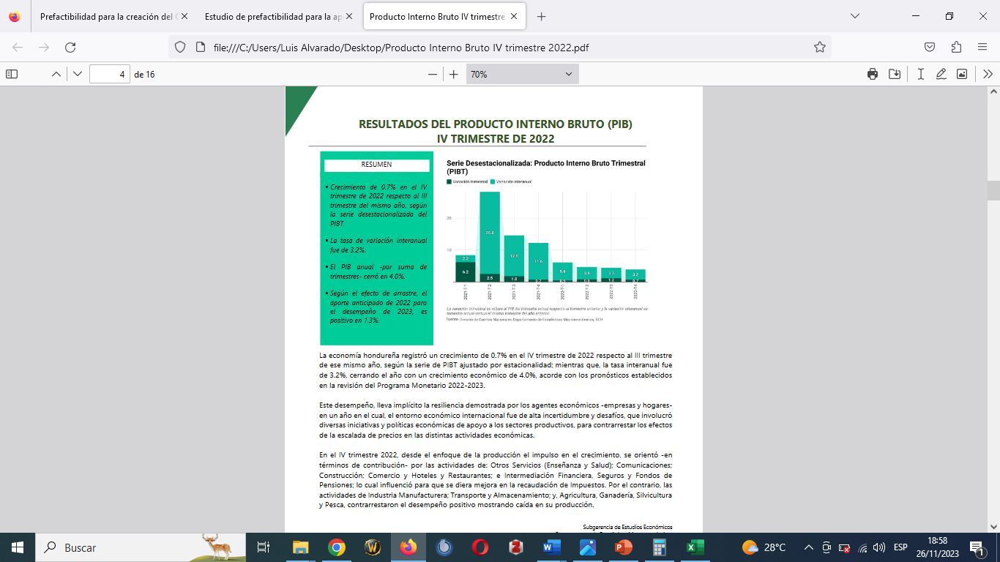 Prefactibilidad para la creación del C
Estudio de prefactibilidad para la ap
Producto Interno Bruto IV trimestre
file:///C:/Users/Luis Alvarado/Desktop/Producto Interno Bruto IV trimestre 2022.pdf
4 de 16
70%
RESULTADOS DEL PRODUCTO INTERNO BRUTO (PIB)
IV TRIMESTRE DE 2022
RESUMEN
▪ Crecimiento de 0.7% en el IV
trimestre de 2022 respecto al III
trimestre del mismo año, según
la serie desestacionalizada del
PIBT.
▪ La tasa de variación interanual
fue de 3.2%.
▪ El PIB anual -por suma de
trimestres- cerró en 4.0%.
▪ Según el efecto de arrastre, el
aporte anticipado de 2022 para
el desempeño de 2023, es
positivo en 1.3%.
Serie Desestacionalizada: Producto Interno Bruto Trimestral
(PIBT)
Variación trimestral Variación interanual
20
10
2.2
6.2
25.8
2.5
12.8
1.8
11.6
0.7
5.6
0.5
3.9
0.8
3.3
1.2
3.2
0.7
2021-T-1
2021-T-2
2021-T-3
2021-T-4
2022-T-1
2022-T-2
2022-T-3
2022-T-4
La variación trimestral es refiere al PIB del trimestre actual respecto al trimestre anterior y la variación interanual es
trimestre actual versus el mismo trimestre del año anterior.
Fuente: División de Cuentas Nacionales, Departamento de Estadísticas Macroeconómicas, BCH
La economía hondureña registró un crecimiento de 0.7% en el IV trimestre de 2022 respecto al III trimestre
de ese mismo año, según la serie de PIBT ajustado por estacionalidad; mientras que, la tasa interanual fue
de 3.2%, cerrando el año con un crecimiento económico de 4.0%, acorde con los pronósticos establecidos
en la revisión del Programa Monetario 2022-2023.
Este desempeño, lleva implícito la resiliencia demostrada por los agentes económicos -empresas y hogares-
en un año en el cual, el entorno económico internacional fue de alta incertidumbre y desafíos, que involucró
diversas iniciativas y políticas económicas de apoyo a los sectores productivos, para contrarrestar los efectos
de la escalada de precios en las distintas actividades económicas.
En el IV trimestre 2022, desde el enfoque de la producción el impulso en el crecimiento, se orientó -en
términos de contribución- por las actividades de: Otros Servicios (Enseñanza y Salud); Comunicaciones;
Construcción; Comercio y Hoteles y Restaurantes; e Intermediación Financiera, Seguros y Fondos de
Pensiones; lo cual influenció para que se diera mejora en la recaudación de Impuestos. Por el contrario, las
actividades de Industria Manufacturera; Transporte y Almacenamiento; y, Agricultura, Ganadería, Silvicultura
y Pesca, contrarrestaron el desempeño positivo mostrando caída en su producción.
Subgerencia de Estudios Económicos
Buscar
28°C
ESP
18:58
26/11/2023
1